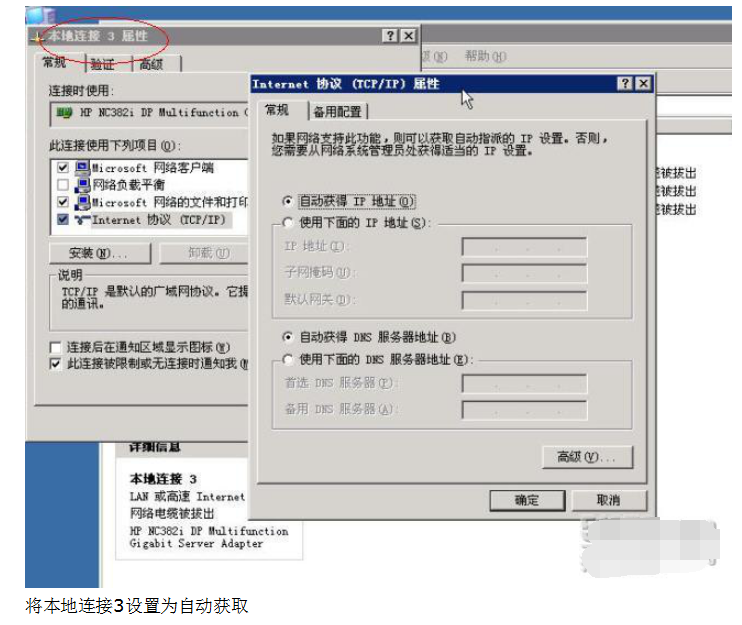 本地连接 3 属性
常规 验证 高级
连接时使用:
HP NC382i DP Multifunction
此连接使用下列项目(O):
Microsoft 网络客户端
网络负载平衡
Microsoft 网络的文件和打印
Internet 协议 (TCP/IP)
安装(N)... 卸载(U)
说明
TCP/IP 是默认的广域网协议。它提
的通讯。
连接后在通知区域显示图标(W)
此连接被限制或无连接时通知我(M
帮助(H)
Internet 协议 (TCP/IP) 属性
常规 备用配置
如果网络支持此功能，则可以获取自动指派的 IP 设置。否则，
您需要从网络系统管理员处获得适当的 IP 设置。
自动获得 IP 地址(O)
使用下面的 IP 地址(S):
IP 地址(I):
子网掩码(U):
默认网关(D):
自动获得 DNS 服务器地址(B)
使用下面的 DNS 服务器地址(E):
首选 DNS 服务器(P):
备用 DNS 服务器(A):
高级(V)...
确定 取消
被拔出
被拔出
被拔出
详细信息
本地连接 3
LAN 或高速 Internet
网络电缆被拔出
HP NC382i DP Multifunction
Gigabit Server Adapter
将本地连接3设置为自动获取